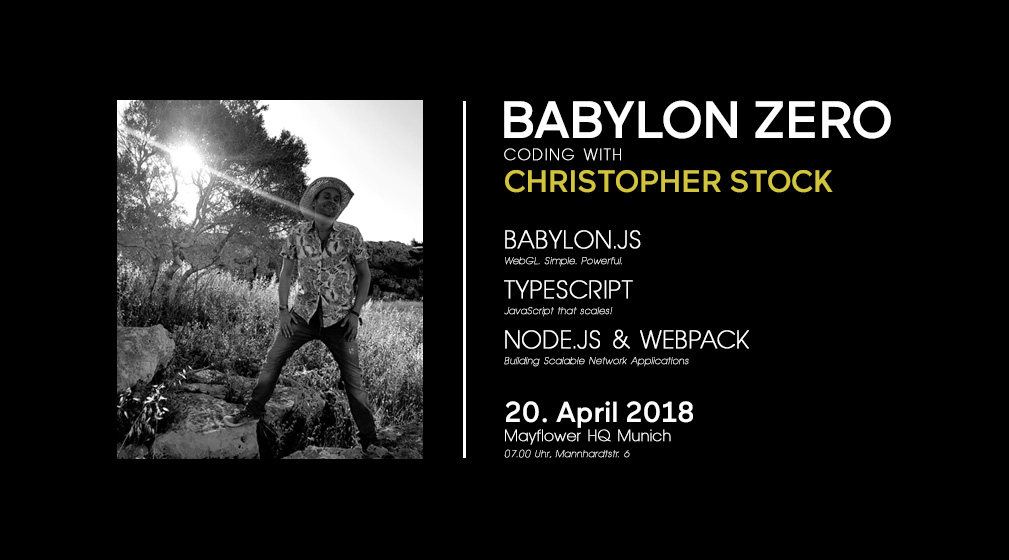 BABYLON ZERO
CODING WITH
CHRISTOPHER STOCK
BABYLON.JS
WebGL. Simple. Powerful.
TYPESCRIPT
JavaScript that scales!
NODE.JS & WEBPACK
Building Scalable Network Applications
20. April 2018
Mayflower HQ Munich
07.00 Uhr, Mannhardtstr. 6